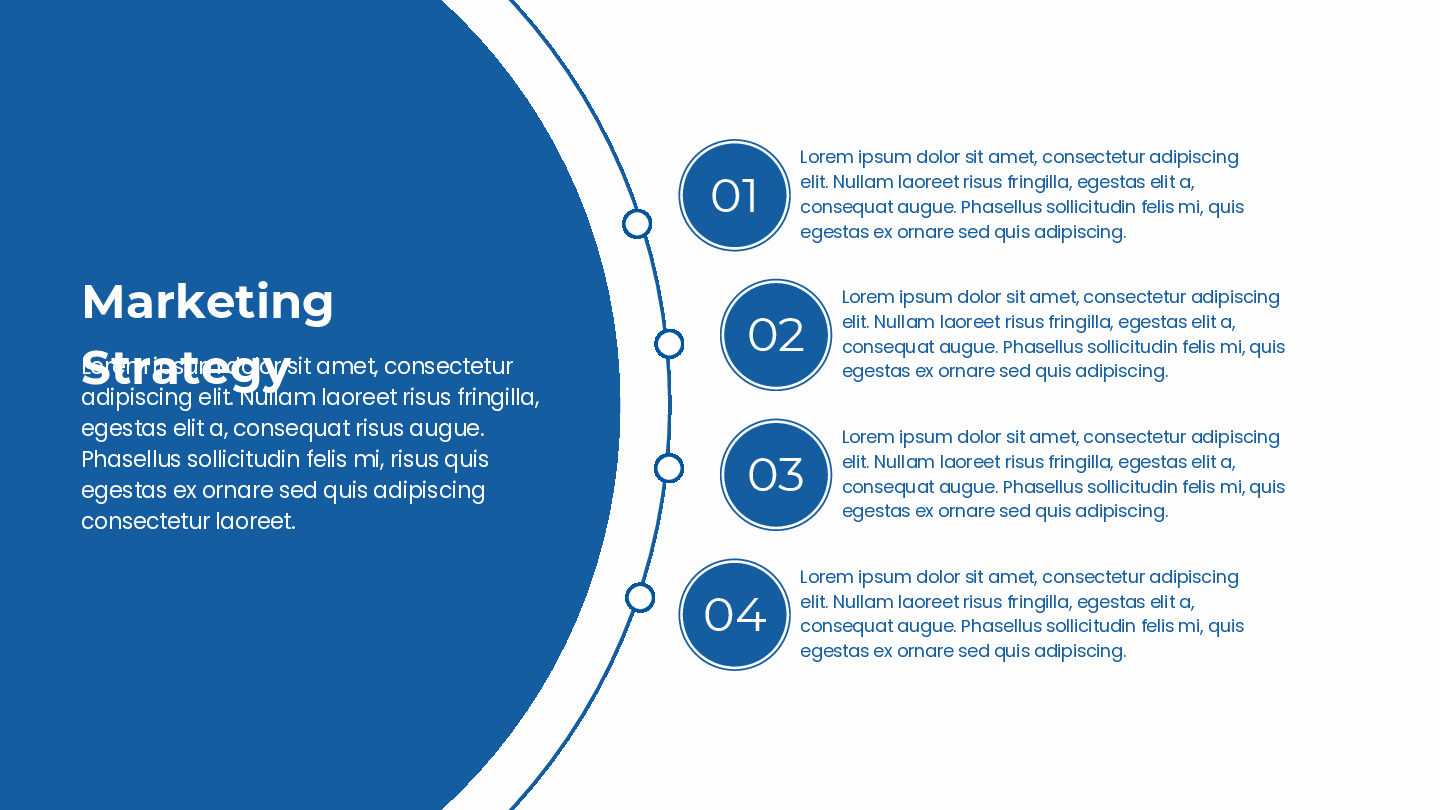 Marketing
Strategy
Lorem ipsum dolor sit amet, consectetur
adipiscing elit. Nullam laoreet risus fringilla,
egestas elit a, consequat risus augue.
Phasellus sollicitudin felis mi, risus quis
egestas ex ornare sed quis adipiscing
consectetur laoreet.
01
Lorem ipsum dolor sit amet, consectetur adipiscing
elit. Nullam laoreet risus fringilla, egestas elit a,
consequat augue. Phasellus sollicitudin felis mi, quis
egestas ex ornare sed quis adipiscing.
02
Lorem ipsum dolor sit amet, consectetur adipiscing
elit. Nullam laoreet risus fringilla, egestas elit a,
consequat augue. Phasellus sollicitudin felis mi, quis
egestas ex ornare sed quis adipiscing.
03
Lorem ipsum dolor sit amet, consectetur adipiscing
elit. Nullam laoreet risus fringilla, egestas elit a,
consequat augue. Phasellus sollicitudin felis mi, quis
egestas ex ornare sed quis adipiscing.
04
Lorem ipsum dolor sit amet, consectetur adipiscing
elit. Nullam laoreet risus fringilla, egestas elit a,
consequat augue. Phasellus sollicitudin felis mi, quis
egestas ex ornare sed quis adipiscing.